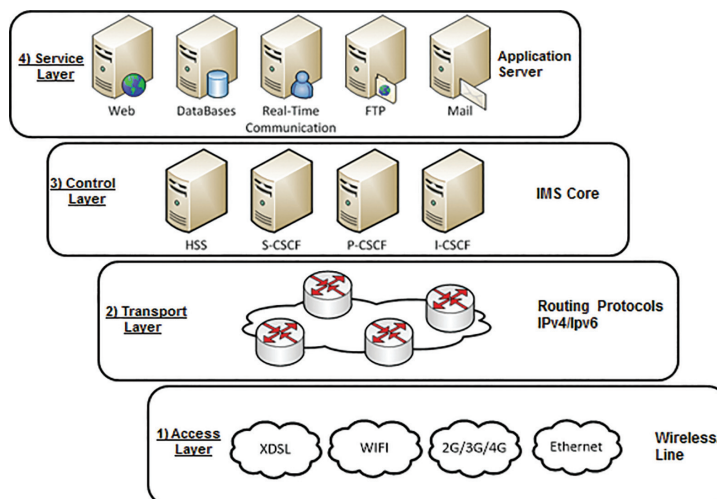 4) Service
Layer
Web
DataBases
Real-Time
Communication
FTP
Mail
Application
Server
3) Control
Layer
HSS
S-CSCF
P-CSCF
I-CSCF
IMS Core
2) Transport
Layer
Routing Protocols
IPv4/Ipv6
1) Access
Layer
XDSL
WIFI
2G/3G/4G
Ethernet
Wireless/
Line